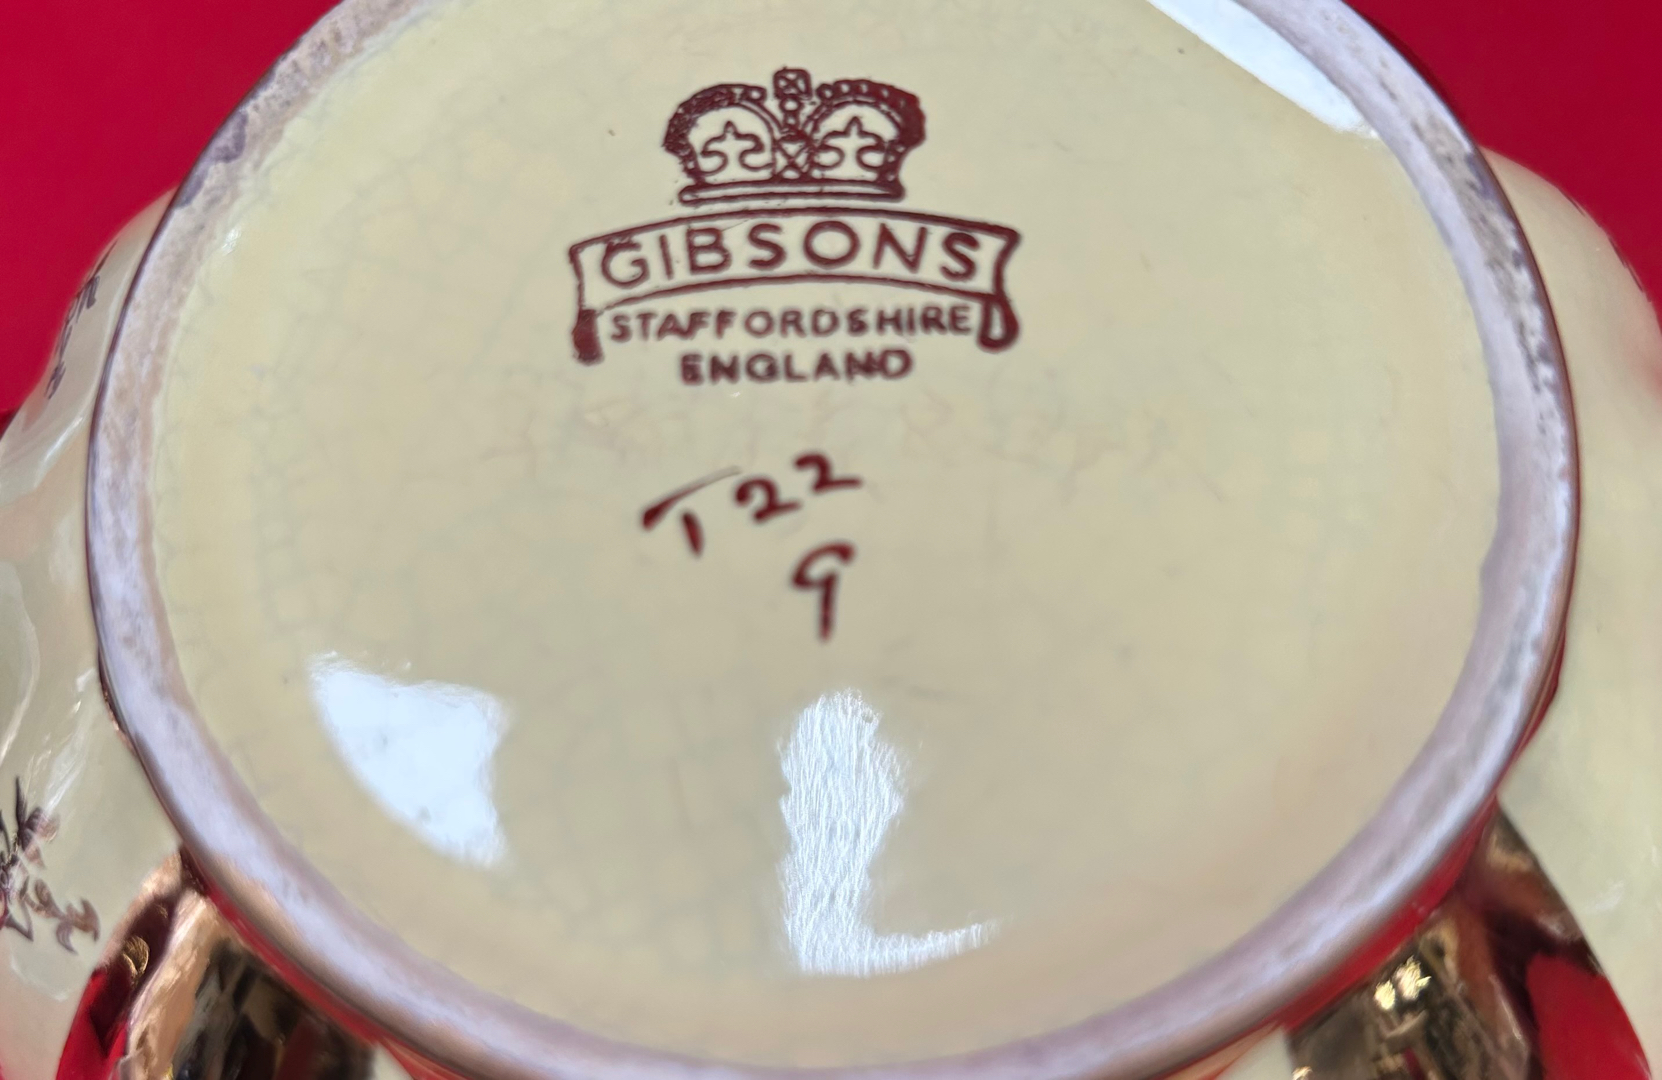 GIBSONS
STAFFORDSHIRE
ENGLAND
T22
9